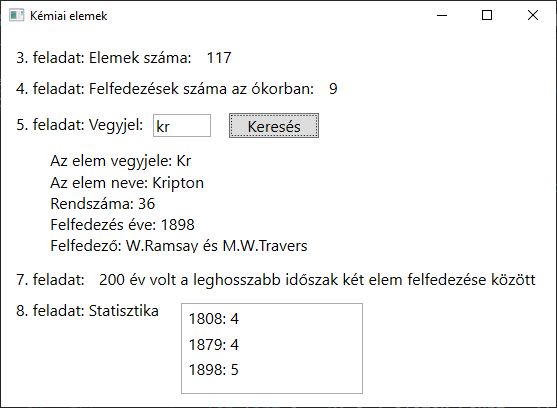 Kémiai elemek
3. feladat: Elemek száma: 117
4. feladat: Felfedezések száma az ókorban: 9
5. feladat: Vegyjel: kr Keresés
Az elem vegyjele: Kr
Az elem neve: Kripton
Rendszáma: 36
Felfedezés éve: 1898
Felfedező: W.Ramsay és M.W.Travers
7. feladat: 200 év volt a leghosszabb időszak két elem felfedezése között
8. feladat: Statisztika
1808: 4
1879: 4
1898: 5